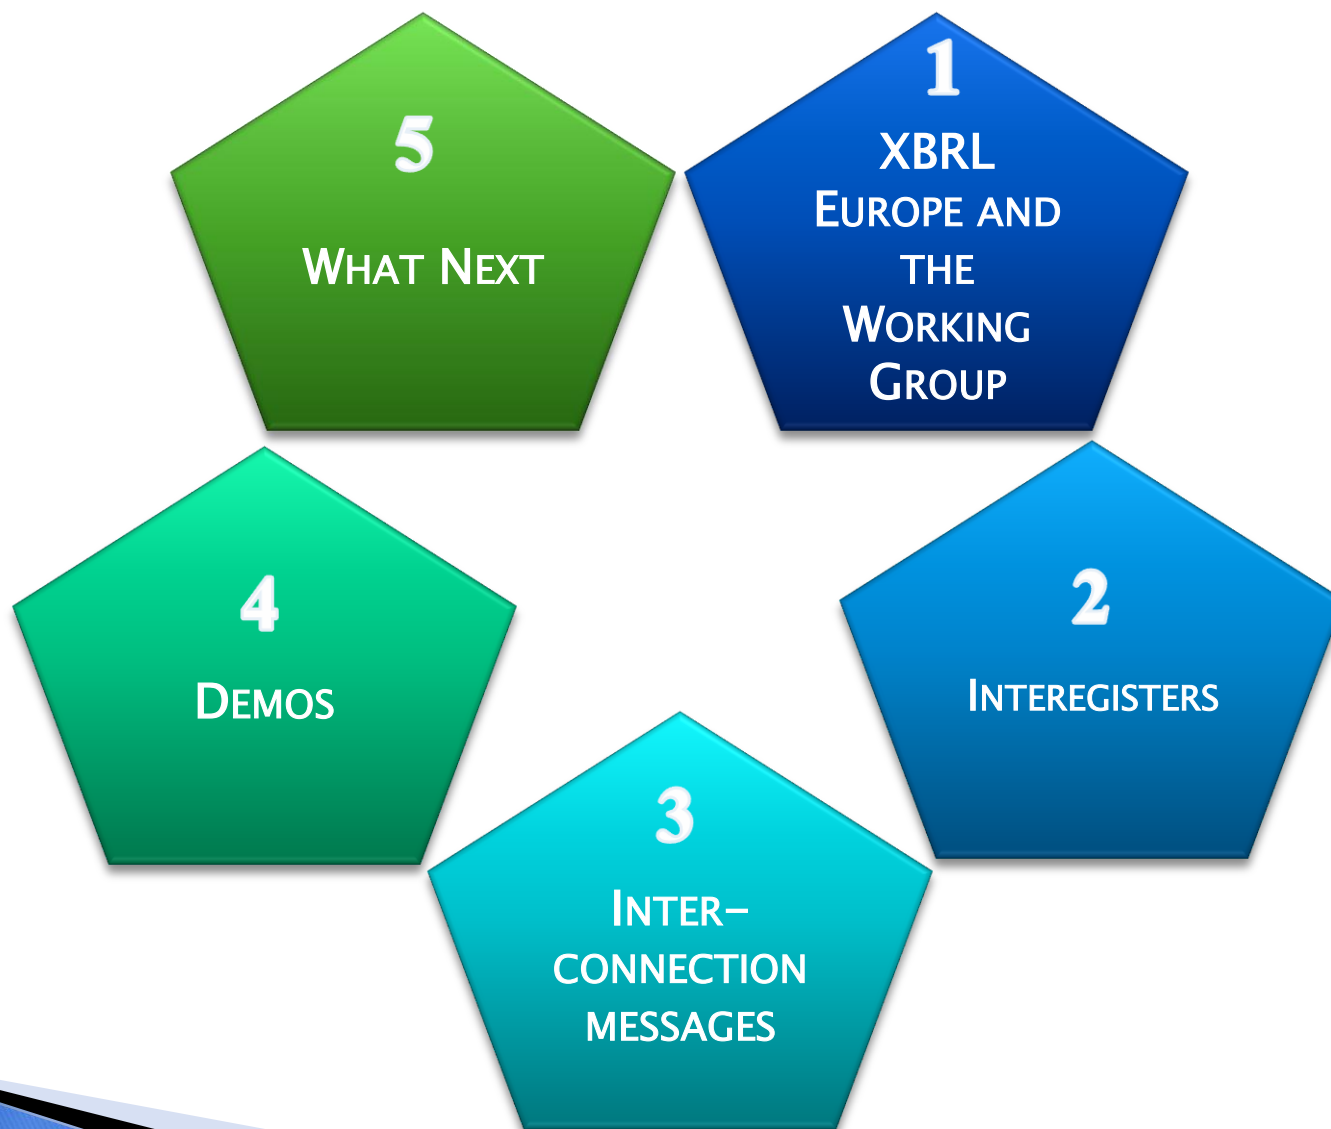 1
XBRL
EUROPE AND
THE
WORKING
GROUP
2
INTEREGISTERS
3
INTER-
CONNECTION
MESSAGES
4
DEMOS
5
WHAT NEXT